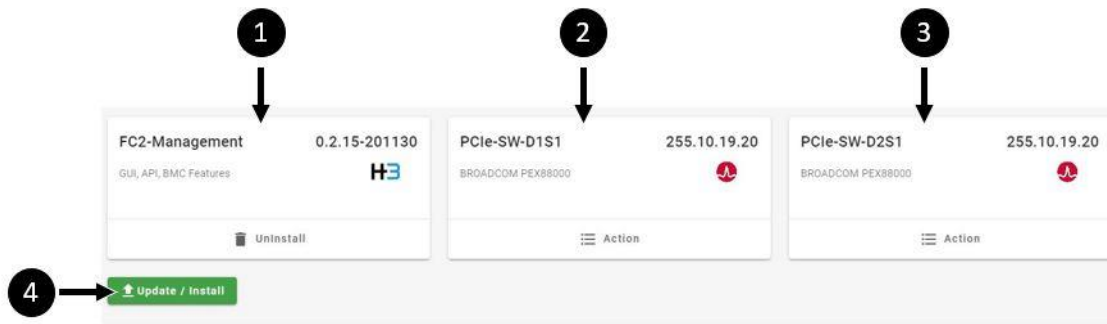 1 2 3
FC2-Management 0.2.15-201130
GUI, API, BMC Features H3
Uninstall
PCIe-SW-D1S1 255.10.19.20
BROADCOM PEX88000
Action
PCIe-SW-D2S1 255.10.19.20
BROADCOM PEX88000
Action
4 Update / Install